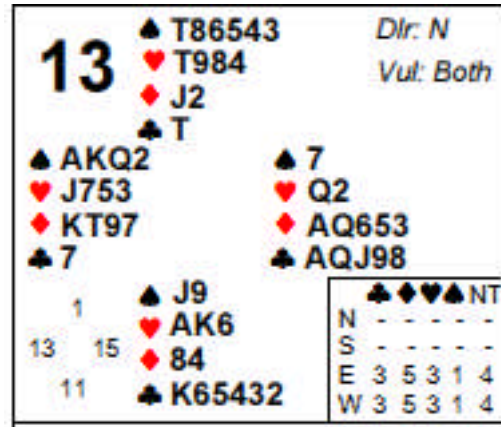 13
Dlr: N
Vul: Both
♠ T86543
♥ T984
♦ J2
♣ T
♠ AKQ2
♥ J753
♦ KT97
♣ 7
♠ 7
♥ Q2
♦ AQ653
♣ AQJ98
♠ J9
♥ AK6
♦ 84
♣ K65432
1
13 15
11
♣ ♦ ♥ ♠ NT
N - - - - -
S - - - - -
E 3 5 3 1 4
W 3 5 3 1 4